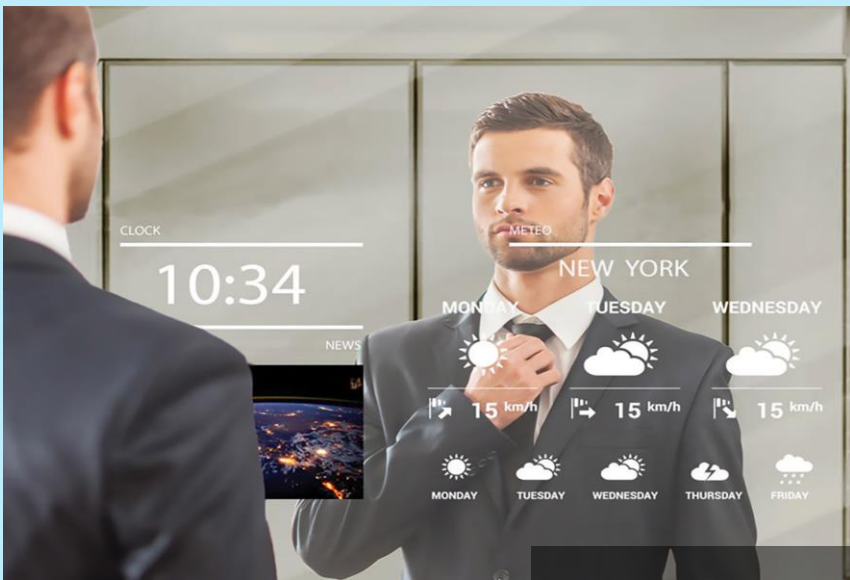 CLOCK
10:34
NEWS
METEO
NEW YORK
MONDAY TUESDAY WEDNESDAY
15 km/h 15 km/h 15 km/h
MONDAY TUESDAY WEDNESDAY THURSDAY FRIDAY